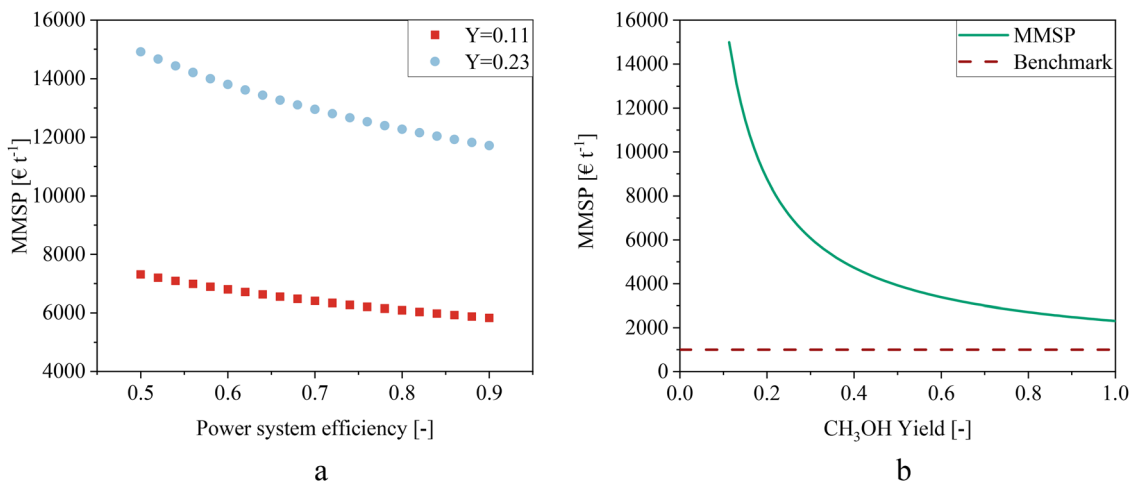 16000
14000
12000
10000
8000
6000
4000
MMSP [€ t-1]
Y=0.11
Y=0.23
0.5 0.6 0.7 0.8 0.9
Power system efficiency [-]
a
16000
14000
12000
10000
8000
6000
4000
2000
0
MMSP [€ t-1]
MMSP
Benchmark
0.0 0.2 0.4 0.6 0.8 1.0
CH3OH Yield [-]
b